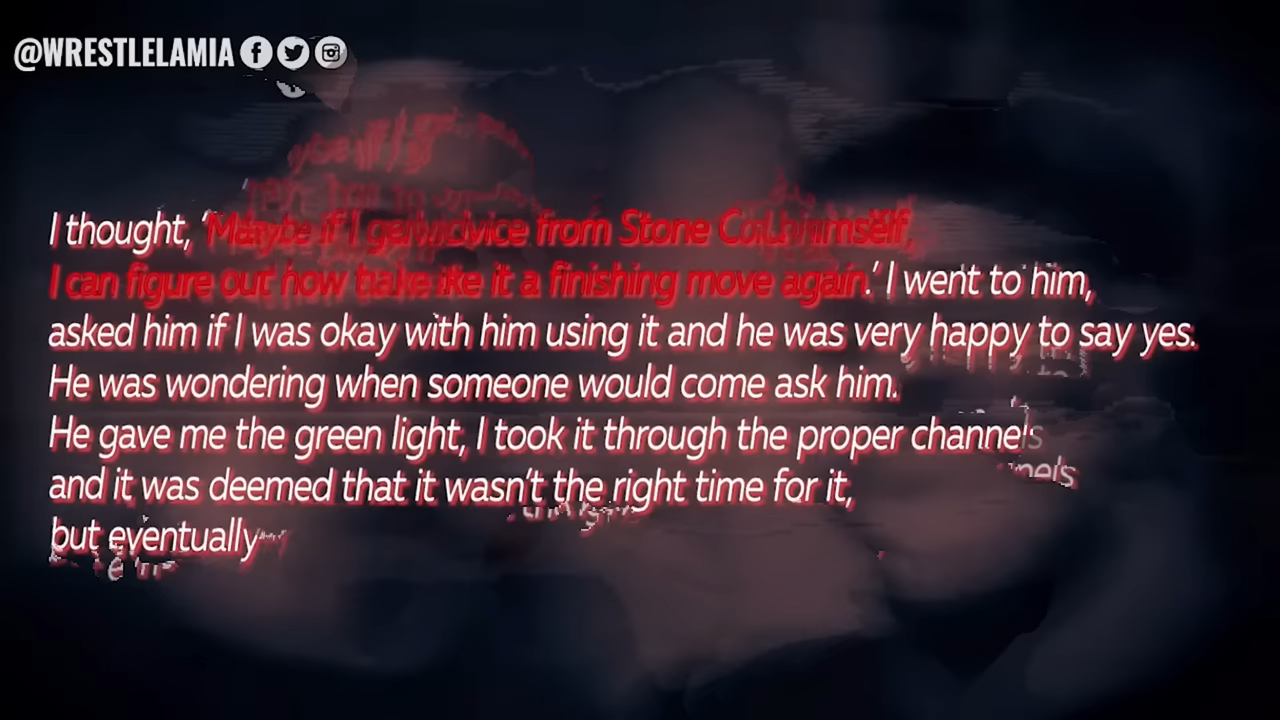 @WRESTLELAMIA
I thought, 'Maybe if I get advice from Stone Cold himself,
I can figure out how to make it a finishing move again.' I went to him,
asked him if I was okay with him using it and he was very happy to say yes.
He was wondering when someone would come ask him.
He gave me the green light, I took it through the proper channels
and it was deemed that it wasn't the right time for it,
but eventually